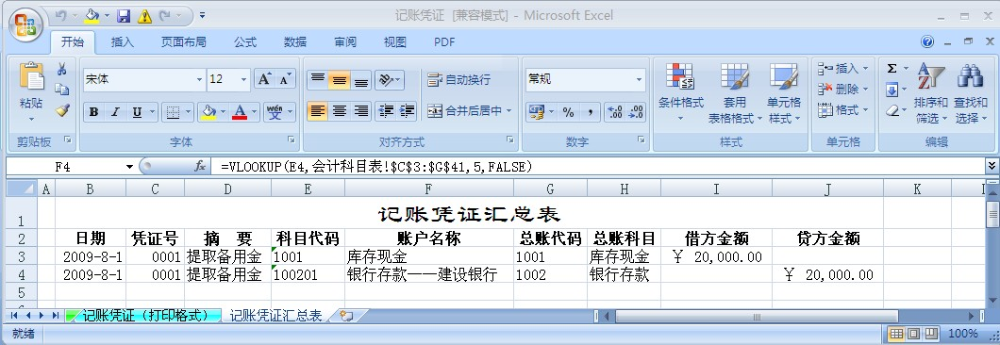 记账凭证 [兼容模式] - Microsoft Excel
开始 插入 页面布局 公式 数据 审阅 视图 PDF
粘贴 宋体 12 A A 自动换行 常规 条件格式 套用 表格格式 单元格 样式 插入 删除 格式 Σ 排序和 筛选 查找和 选择
B I U A wén 文 合并后居中 % ,
剪贴板 字体 对齐方式 数字 样式 单元格 编辑
F4 fx =VLOOKUP(E4,会计科目表!$C$3:$G$41,5,FALSE)
A B C D E F G H I J K
1 记账凭证汇总表
2 日期 凭证号 摘 要 科目代码 账户名称 总账代码 总账科目 借方金额 贷方金额
3 2009-8-1 0001 提取备用金 1001 库存现金 1001 库存现金 ¥ 20,000.00
4 2009-8-1 0001 提取备用金 100201 银行存款——建设银行 1002 银行存款 ¥ 20,000.00
5
记账凭证（打印格式） 记账凭证汇总表
就绪 100%